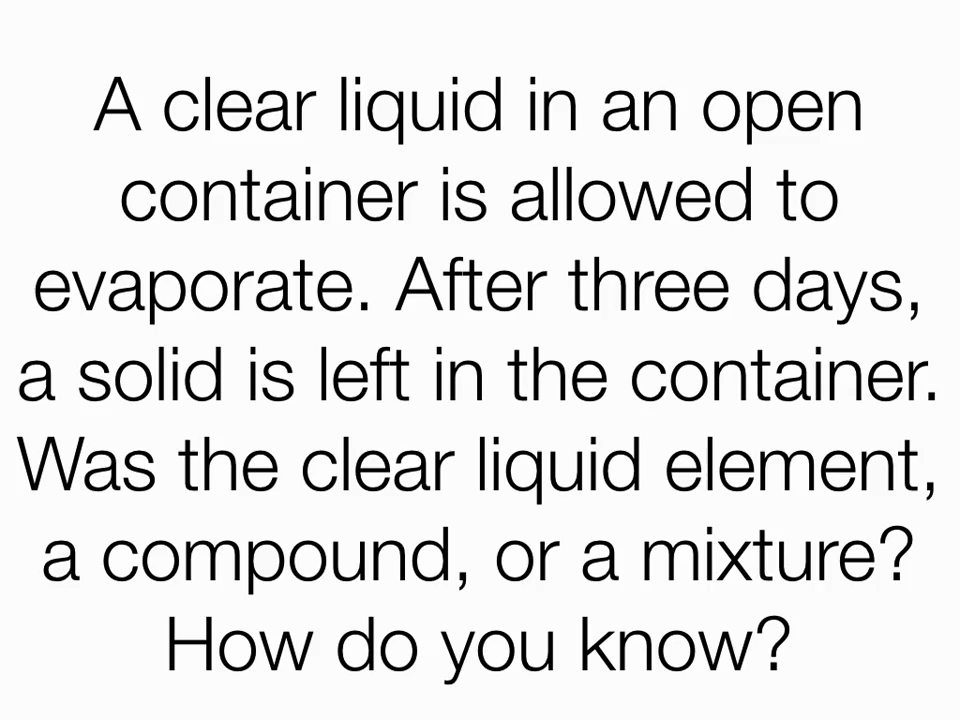 A clear liquid in an open
container is allowed to
evaporate. After three days,
a solid is left in the container.
Was the clear liquid element,
a compound, or a mixture?
How do you know?